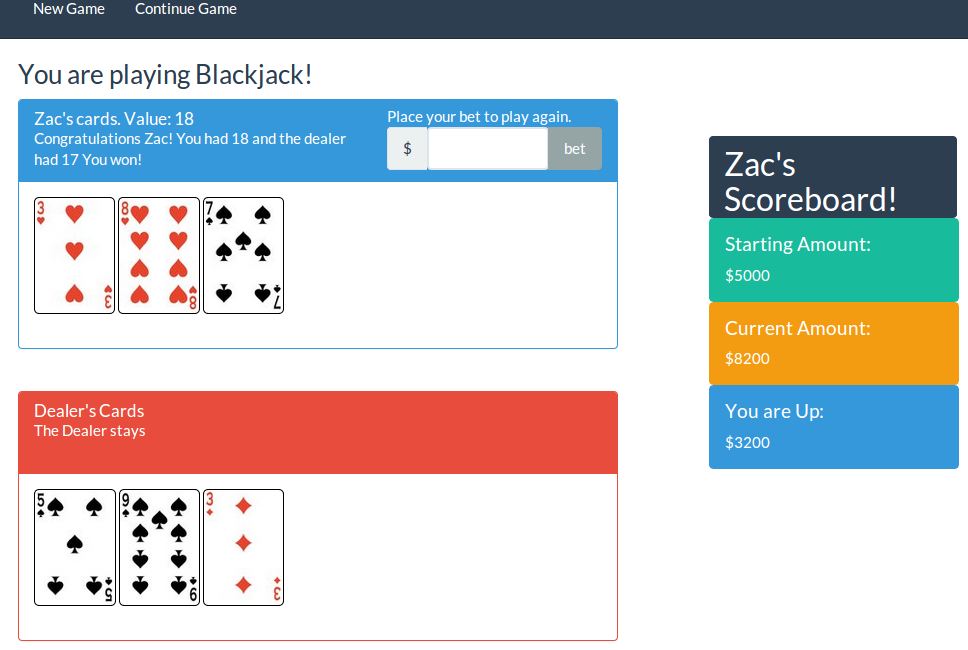 New Game Continue Game
You are playing Blackjack!
Zac's cards. Value: 18
Congratulations Zac! You had 18 and the dealer
had 17 You won!
Place your bet to play again.
$ bet
3 8 7
3 8 7
Dealer's Cards
The Dealer stays
5 9 3
5 9 3
Zac's
Scoreboard!
Starting Amount:
$5000
Current Amount:
$8200
You are Up:
$3200